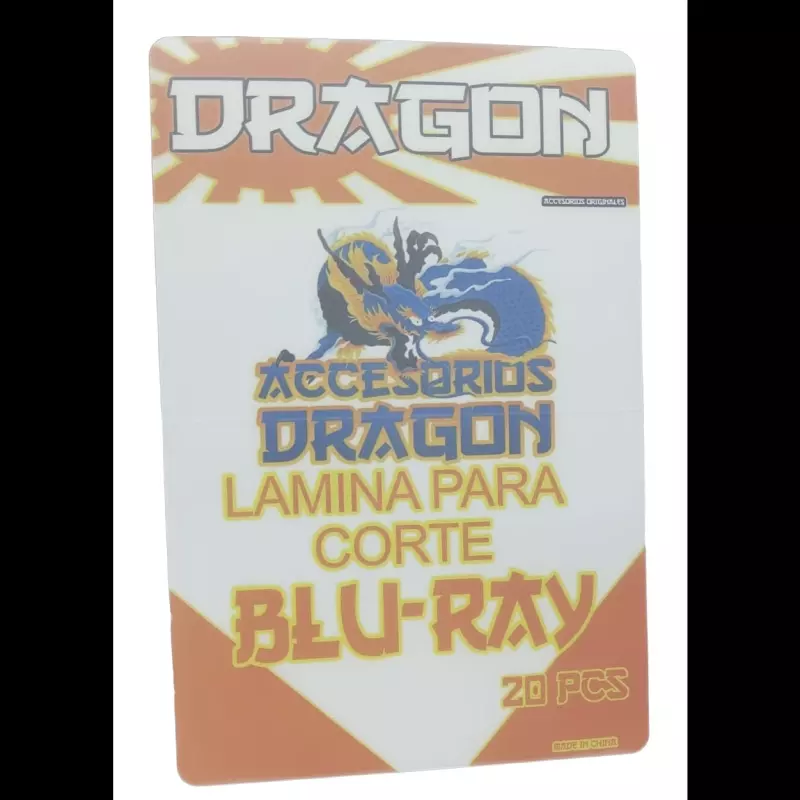 DRAGON
ACCESORIOS ORIGINALES
ACCESORIOS
DRAGON
LAMINA PARA
CORTE
BLU-RAY
20 PCS
MADE IN CHINA